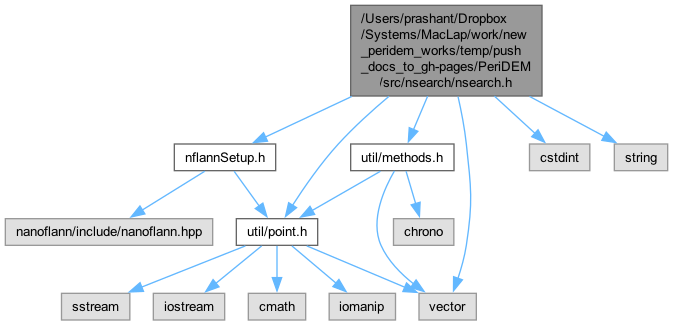 /Users/prashant/Dropbox
/Systems/MacLap/work/new
_peridem_works/temp/push
_docs_to_gh-pages/PeriDEM
/src/nsearch/nsearch.h
nflannSetup.h
util/methods.h
cstdint
string
nanoflann/include/nanoflann.hpp
util/point.h
chrono
sstream
iostream
cmath
iomanip
vector